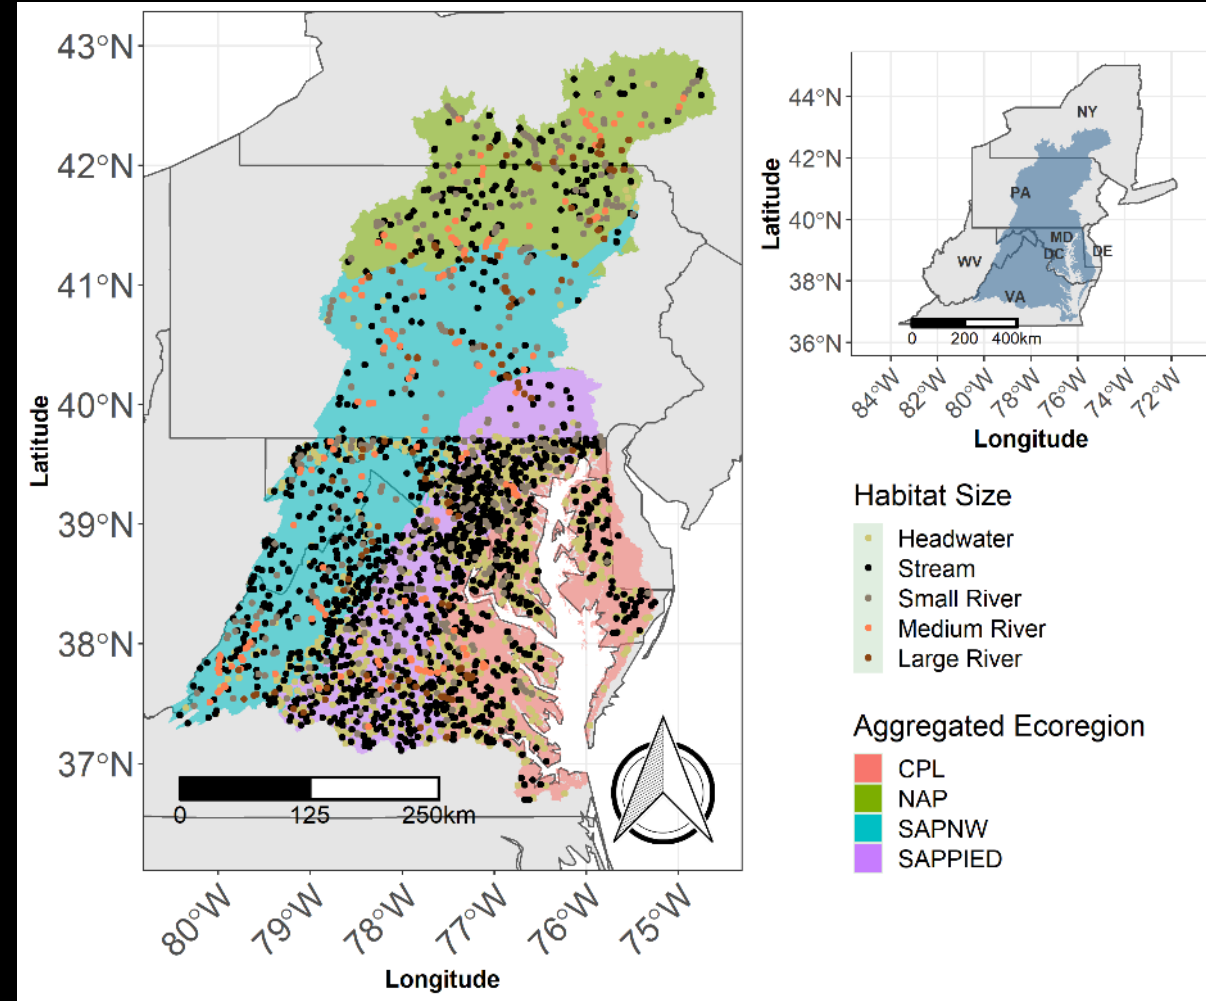 43°N
42°N
41°N
40°N
39°N
38°N
37°N
Latitude
0 125 250km
80°W 79°W 78°W 77°W 76°W 75°W
Longitude
44°N
42°N
40°N
38°N
36°N
Latitude
NY
PA
MD
DC
DE
WV
VA
0 200 400km
84°W 82°W 80°W 78°W 76°W 74°W 72°W
Longitude
Habitat Size
Headwater
Stream
Small River
Medium River
Large River
Aggregated Ecoregion
CPL
NAP
SAPNW
SAPPIED